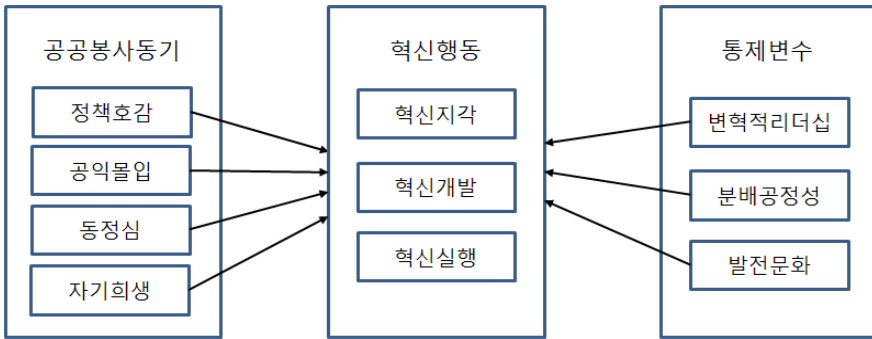 공공봉사동기
정책호감
공익몰입
동정심
자기희생
혁신행동
혁신지각
혁신개발
혁신실행
통제변수
변혁적리더십
분배공정성
발전문화